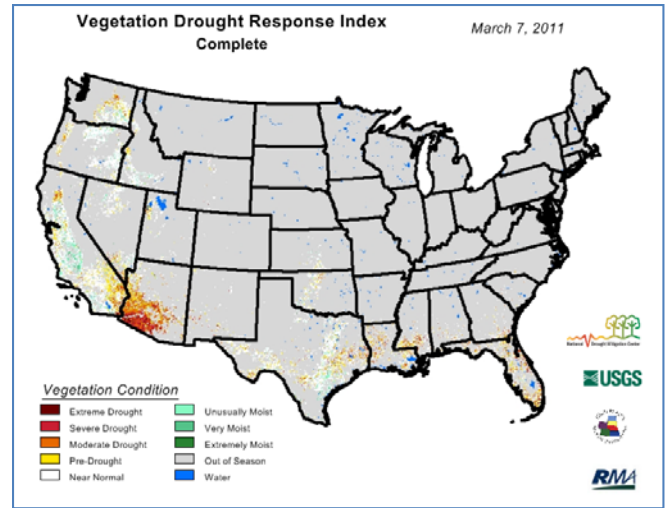 Vegetation Drought Response Index
Complete
March 7, 2011
National Drought Mitigation Center
USGS
RMA
Vegetation Condition
Extreme Drought
Severe Drought
Moderate Drought
Pre-Drought
Near Normal
Unusually Moist
Very Moist
Extremely Moist
Out of Season
Water